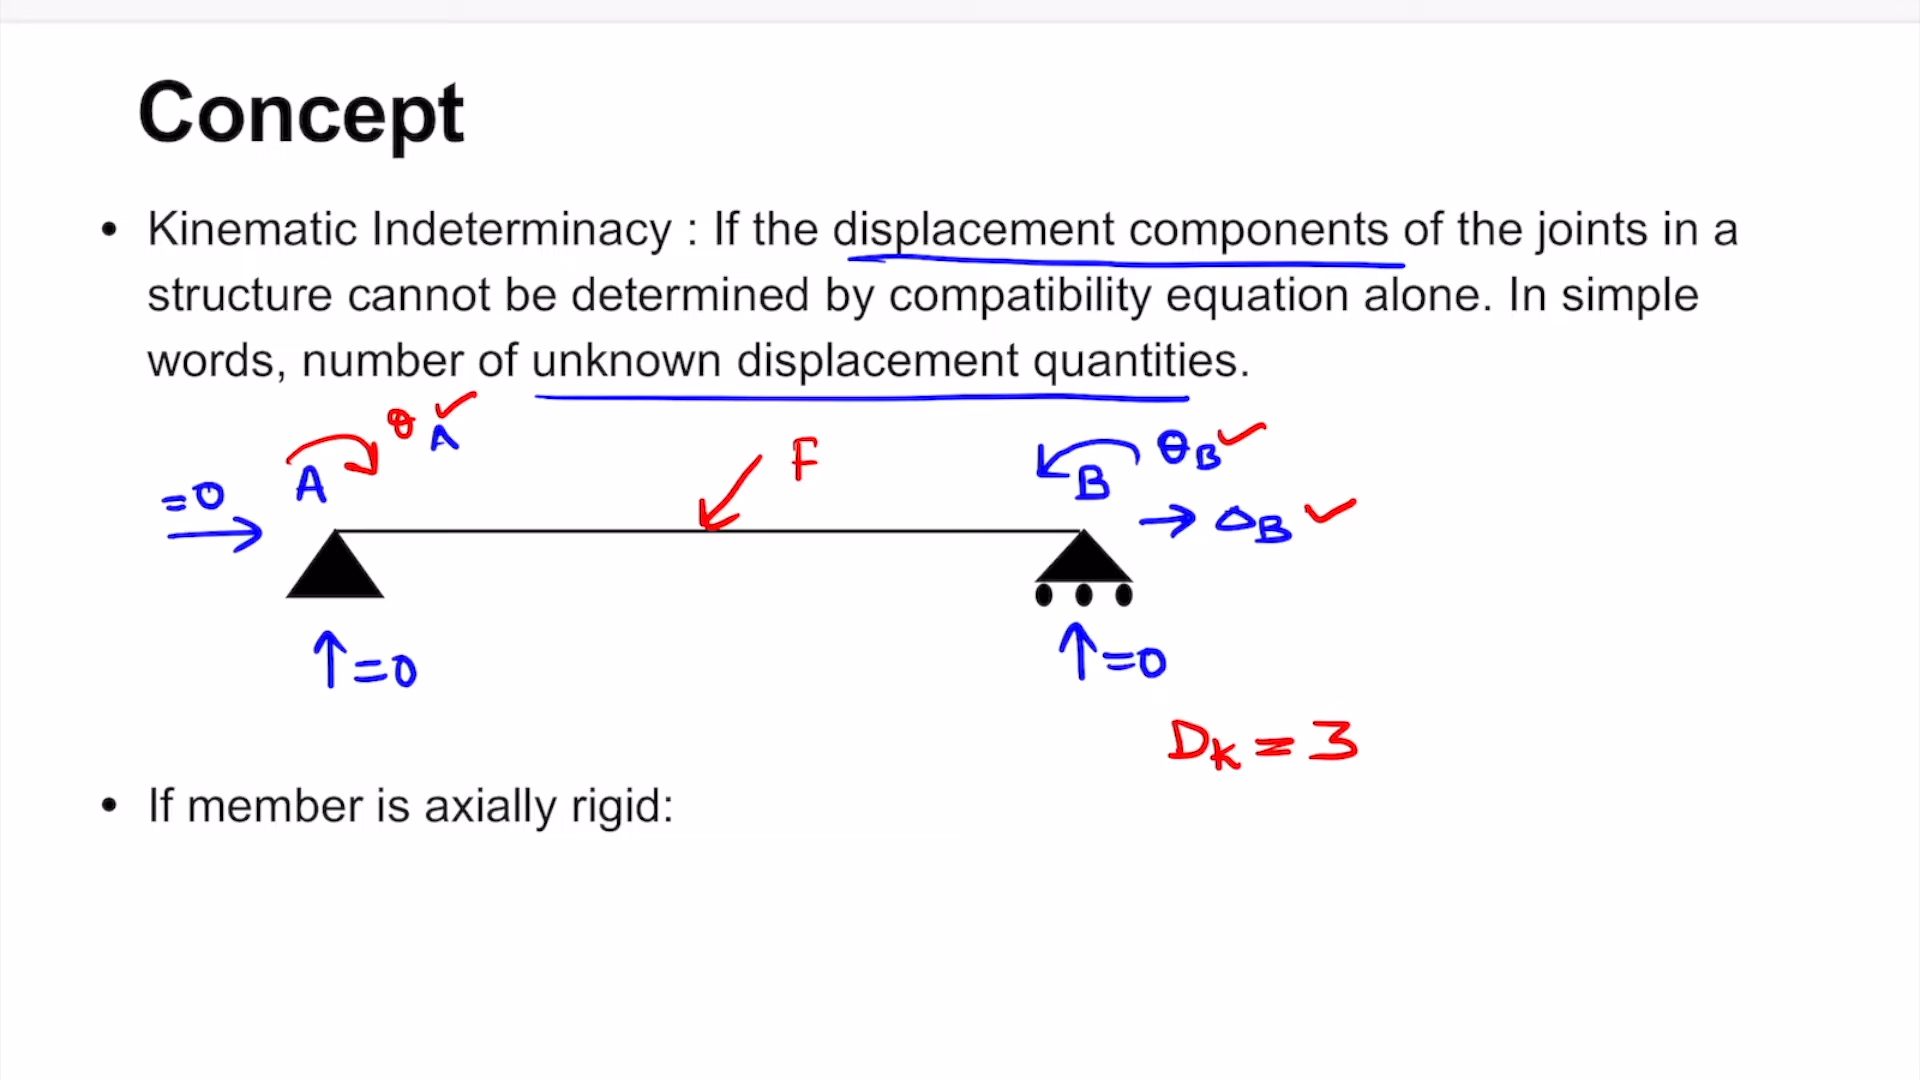 Concept
• Kinematic Indeterminacy : If the displacement components of the joints in a
structure cannot be determined by compatibility equation alone. In simple
words, number of unknown displacement quantities.
θA ✓
F
θB ✓
=0
A
B
→ ΔB ✓
↑=0
↑=0
DK = 3
• If member is axially rigid: